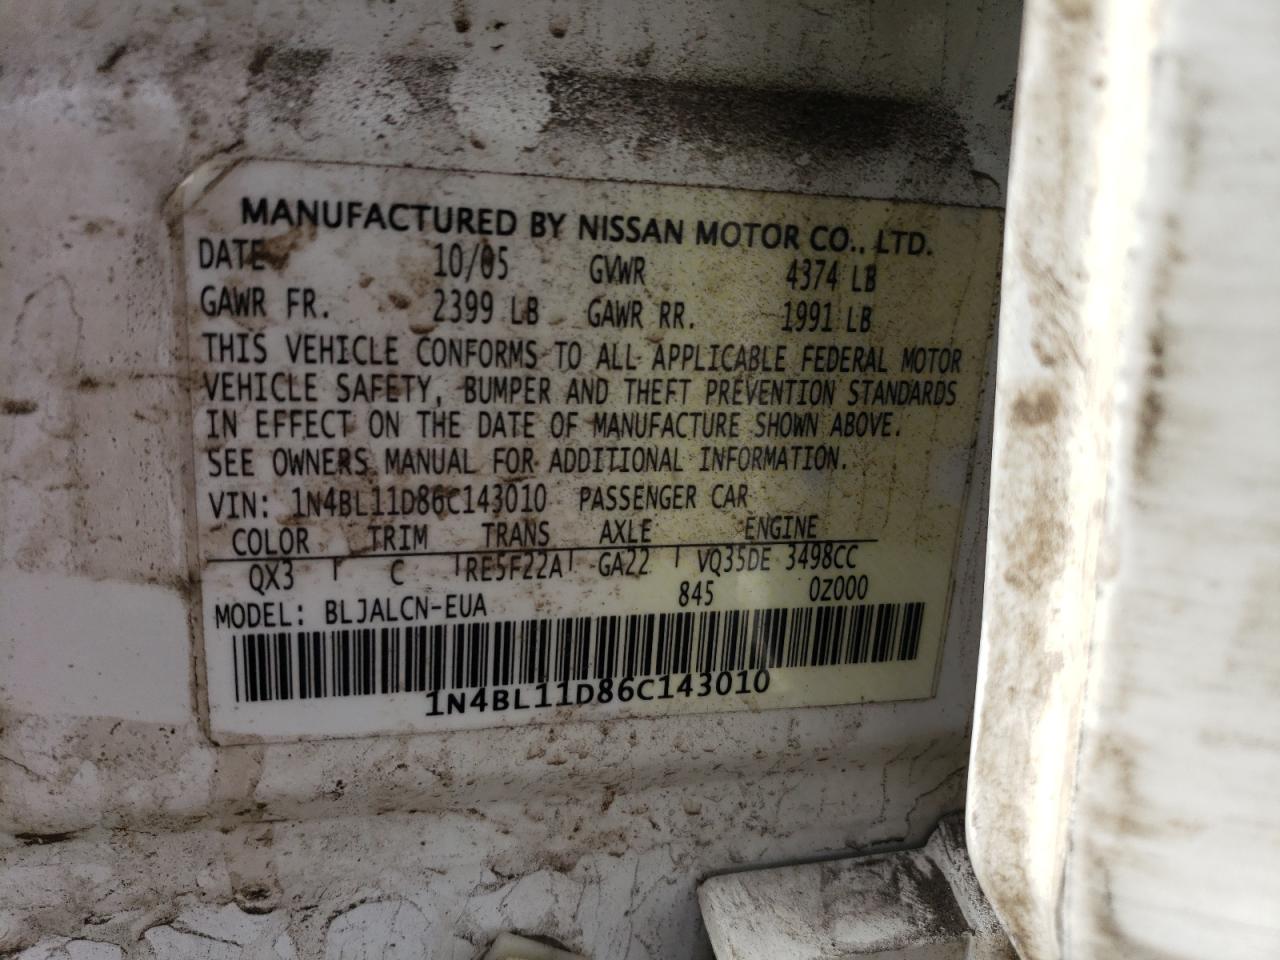 MANUFACTURED BY NISSAN MOTOR CO., LTD.
DATE 10/05 GVWR 4374 LB
GAWR FR. 2399 LB GAWR RR. 1991 LB
THIS VEHICLE CONFORMS TO ALL APPLICABLE FEDERAL MOTOR
VEHICLE SAFETY, BUMPER AND THEFT PREVENTION STANDARDS
IN EFFECT ON THE DATE OF MANUFACTURE SHOWN ABOVE.
SEE OWNERS MANUAL FOR ADDITIONAL INFORMATION.
VIN: 1N4BL11D86C143010 PASSENGER CAR
COLOR TRIM TRANS AXLE ENGINE
QX3 C RE5F22A GA22 VQ35DE 3498CC
MODEL: BLJALCN-EUA 845 0Z000
1N4BL11D86C143010